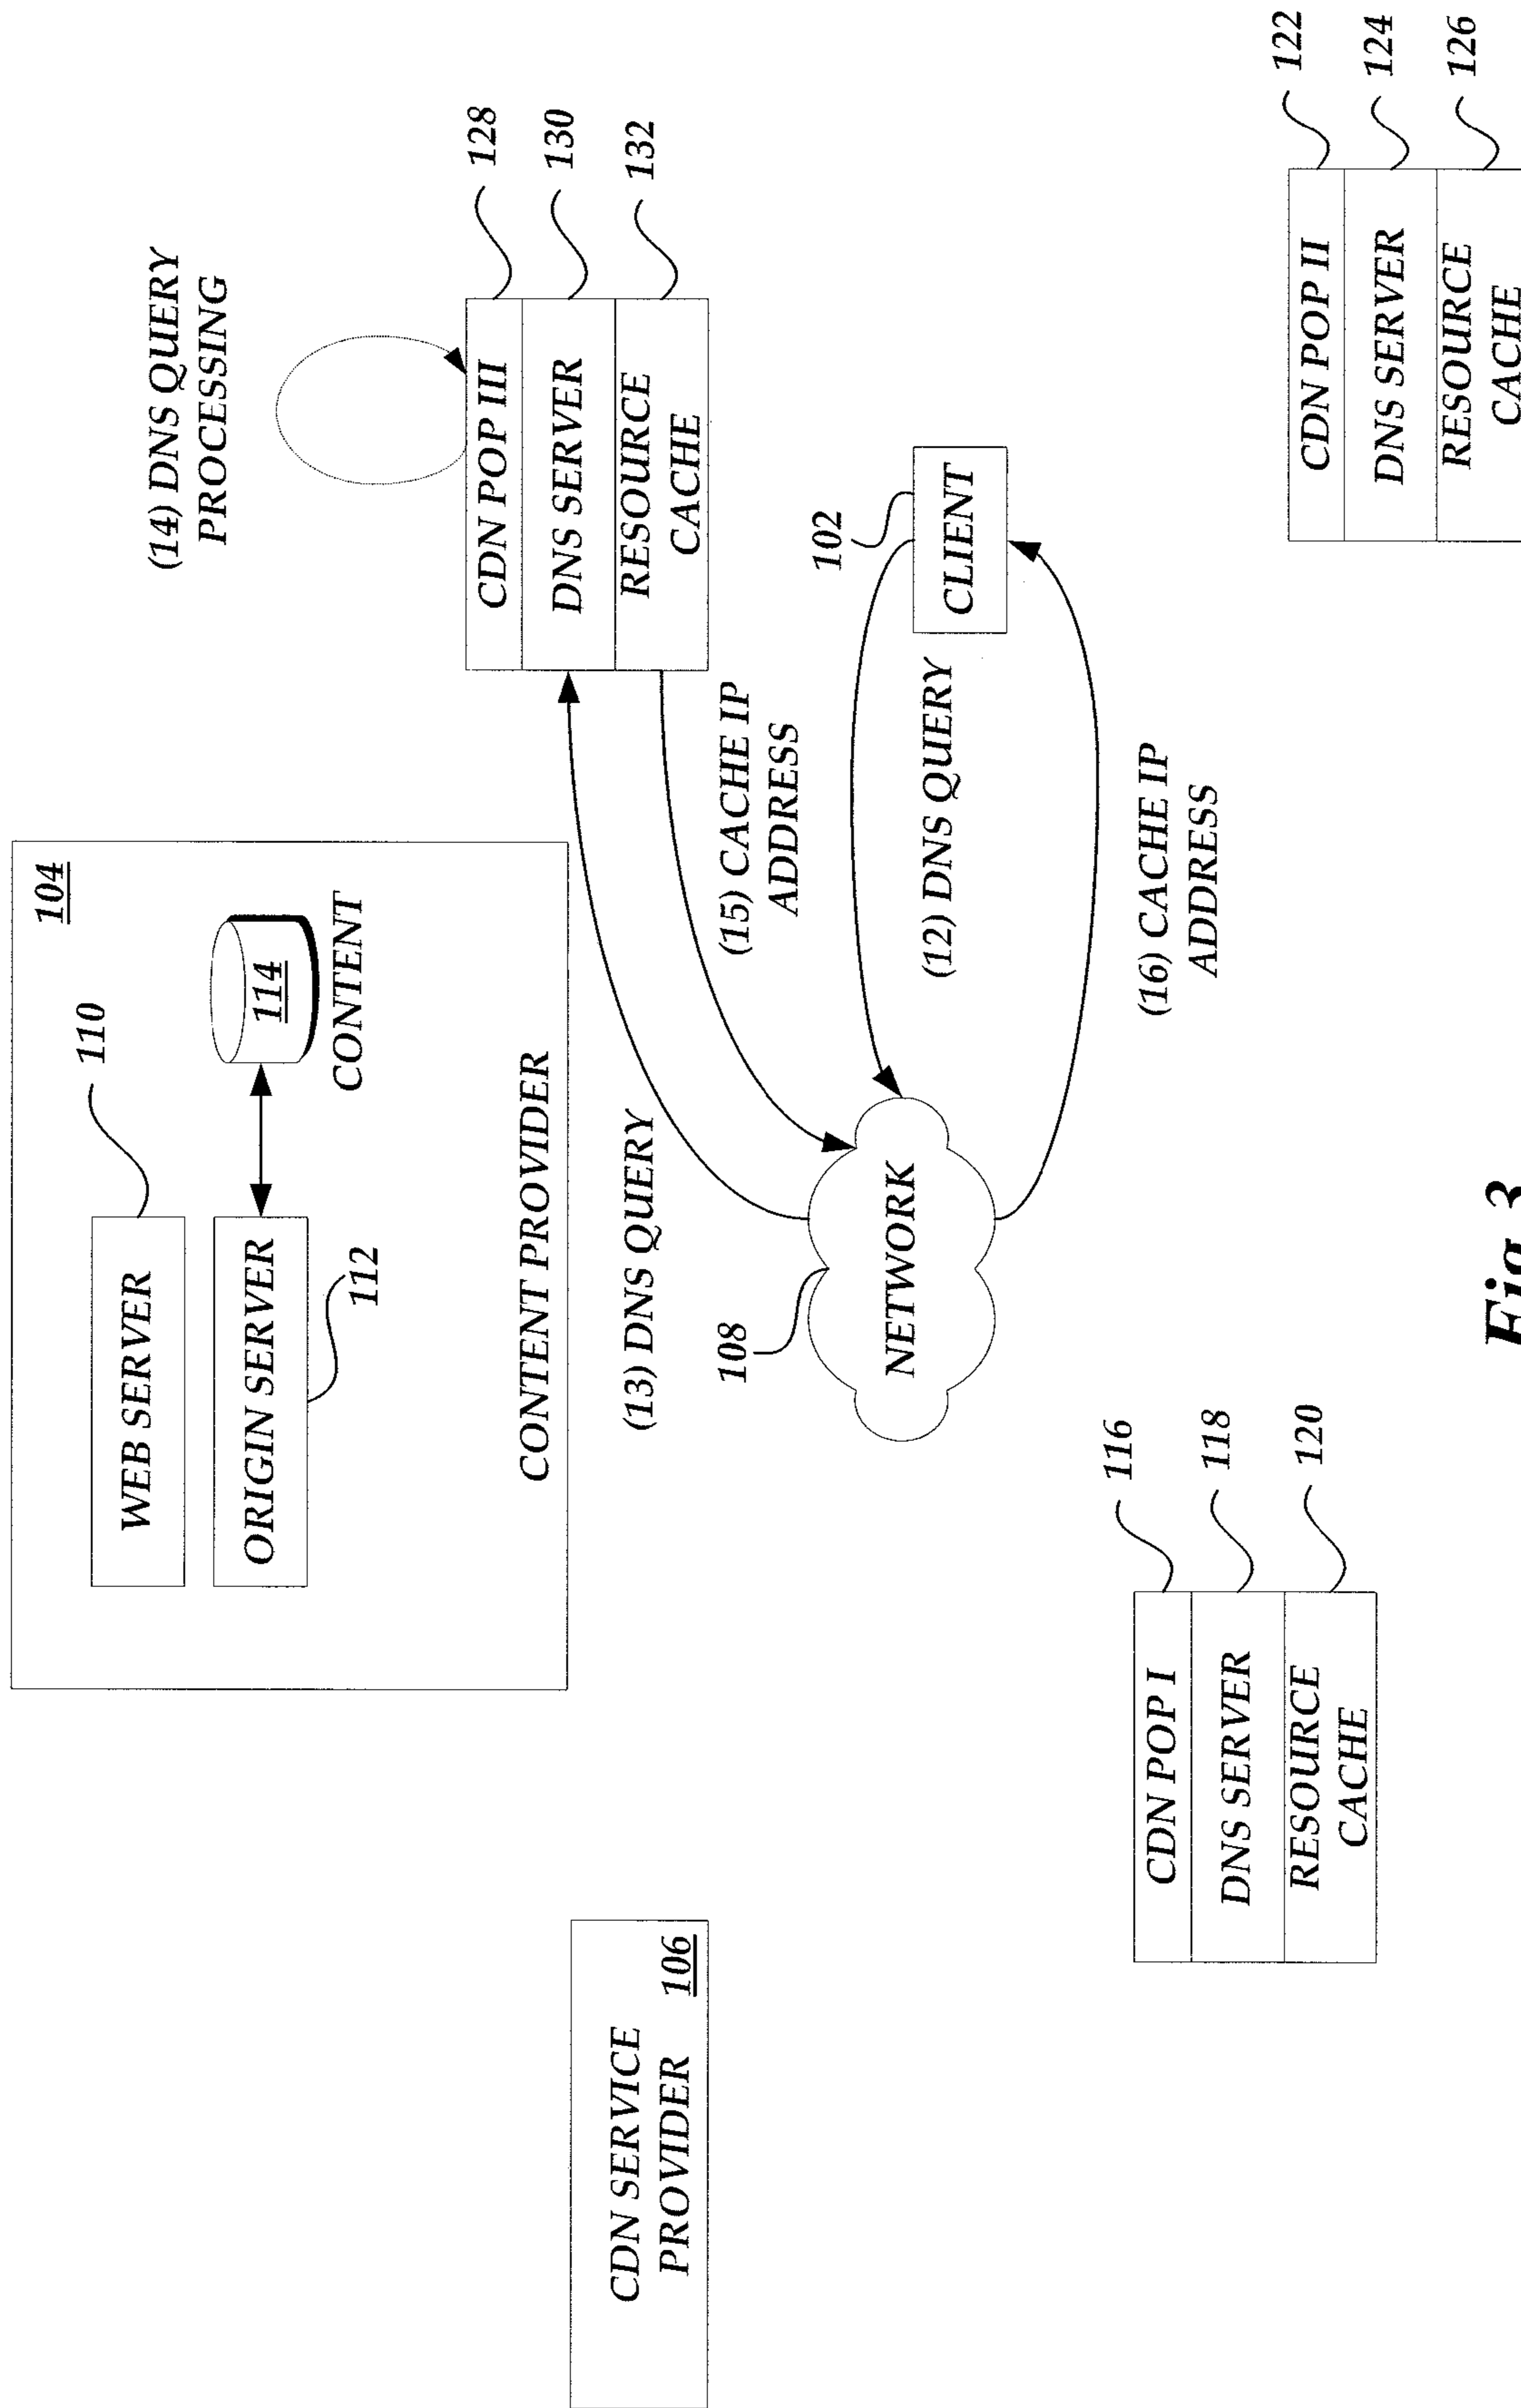 104
WEB SERVER
110
ORIGIN SERVER
112
114
CONTENT
CONTENT PROVIDER
CDN SERVICE
PROVIDER
106
(14) DNS QUERY
PROCESSING
CDN POP III
DNS SERVER
RESOURCE
CACHE
128
130
132
(13) DNS QUERY
(15) CACHE IP
ADDRESS
108
NETWORK
102
CLIENT
(12) DNS QUERY
(16) CACHE IP
ADDRESS
CDN POP I
DNS SERVER
RESOURCE
CACHE
116
118
120
CDN POP II
DNS SERVER
RESOURCE
CACHE
122
124
126
Fig.3.